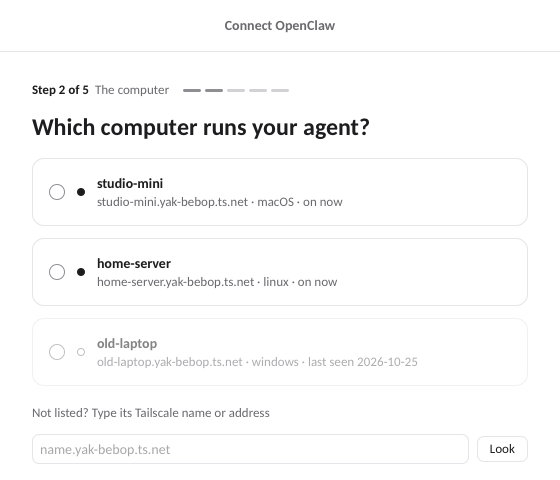 Connect OpenClaw
Step 2 of 5 The computer
Which computer runs your agent?
studio-mini
studio-mini.yak-bebop.ts.net · macOS · on now
home-server
home-server.yak-bebop.ts.net · linux · on now
old-laptop
old-laptop.yak-bebop.ts.net · windows · last seen 2026-10-25
Not listed? Type its Tailscale name or address
name.yak-bebop.ts.net
Look